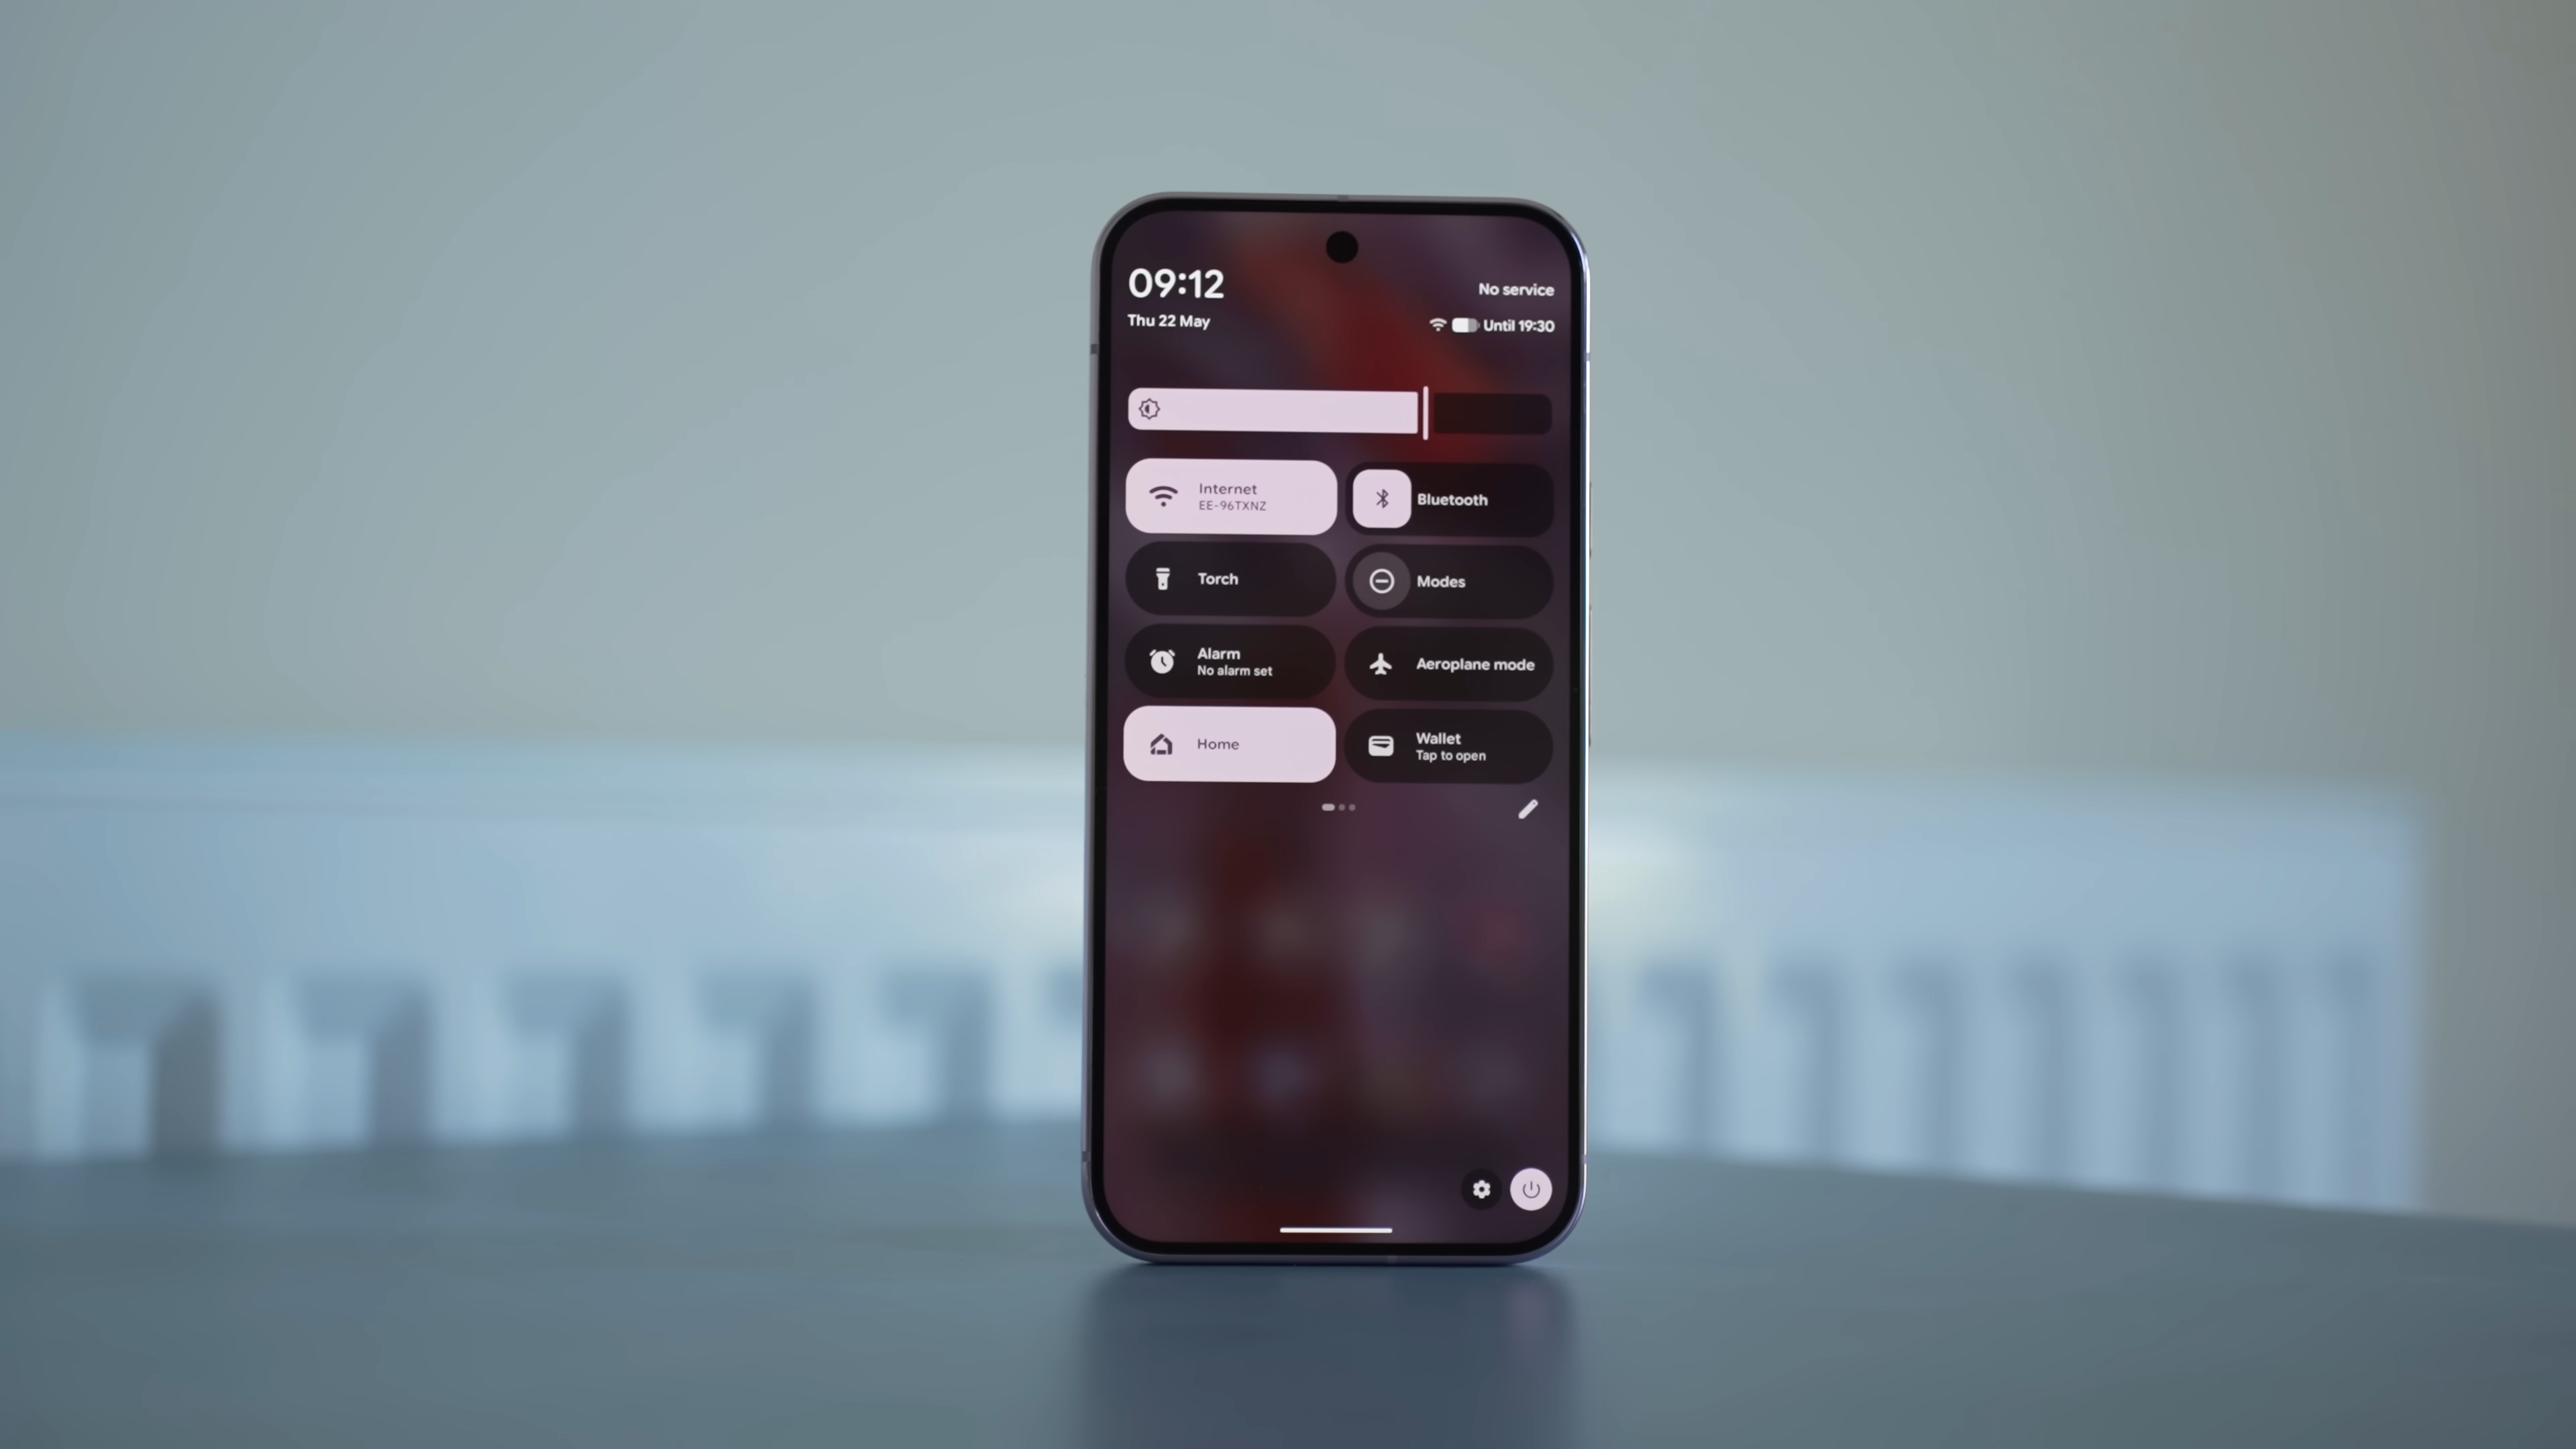 09:12
No service
Thu 22 May
Until 19:30
Internet
EE-96TXNZ
Bluetooth
Torch
Modes
Alarm
No alarm set
Aeroplane mode
Home
Wallet
Tap to open